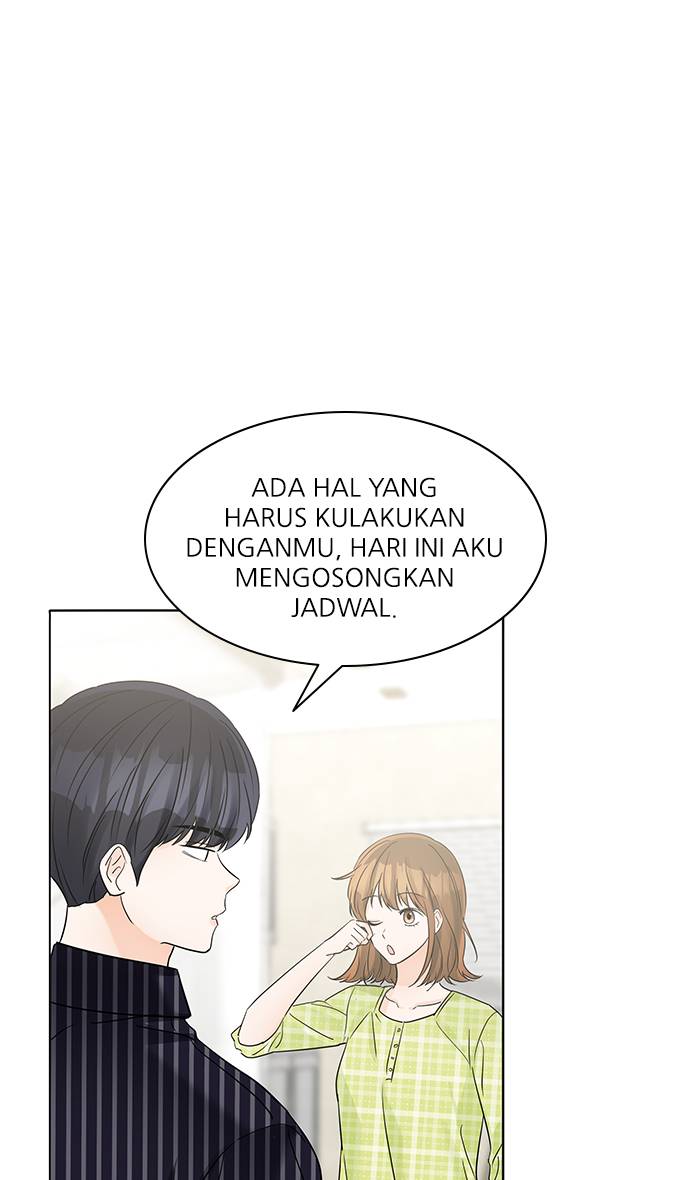 ADA HAL YANG
HARUS KULAKUKAN
DENGANMU, HARI INI AKU
MENGOSONGKAN
JADWAL.